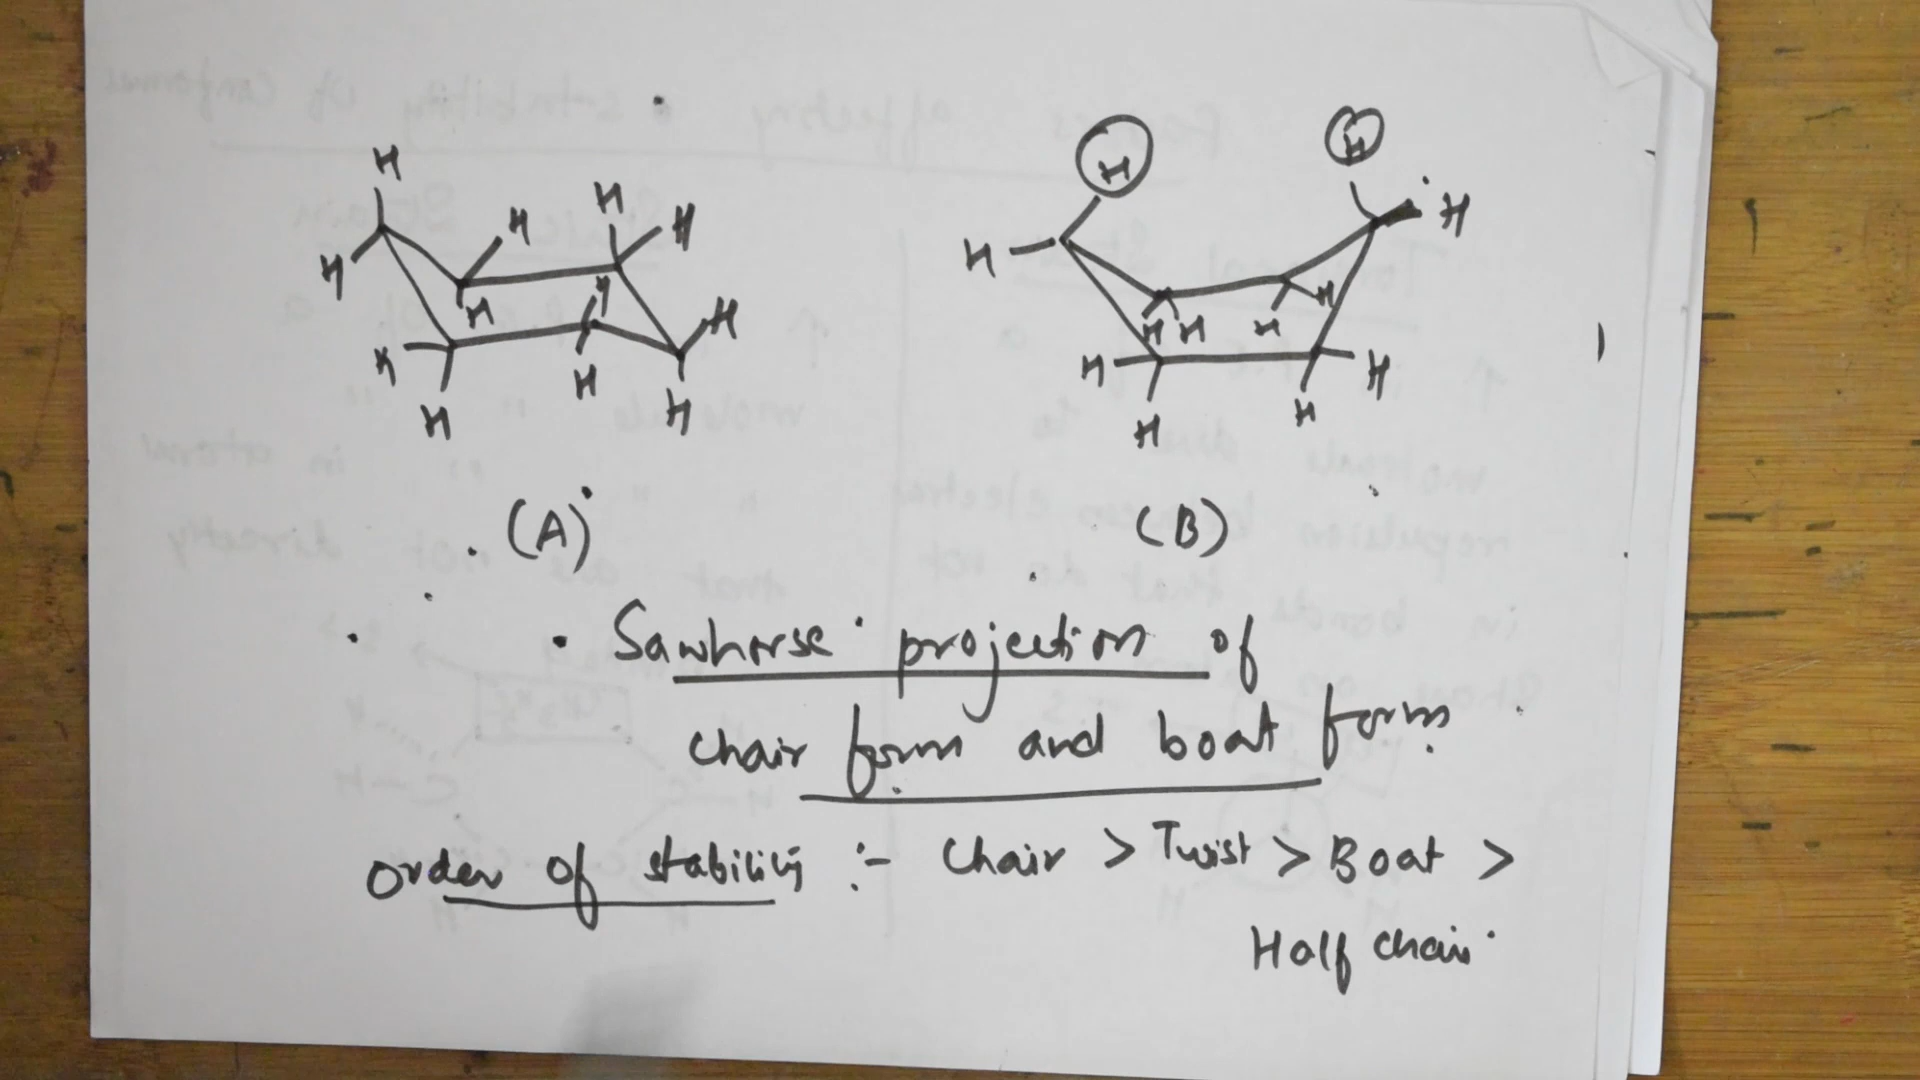 H H H H H H H H H H H H
H H H H H H H H H H H H
(A) (B)
Sawhorse projection of
chair form and boat form
order of stability :- Chair > Twist > Boat >
Half chair